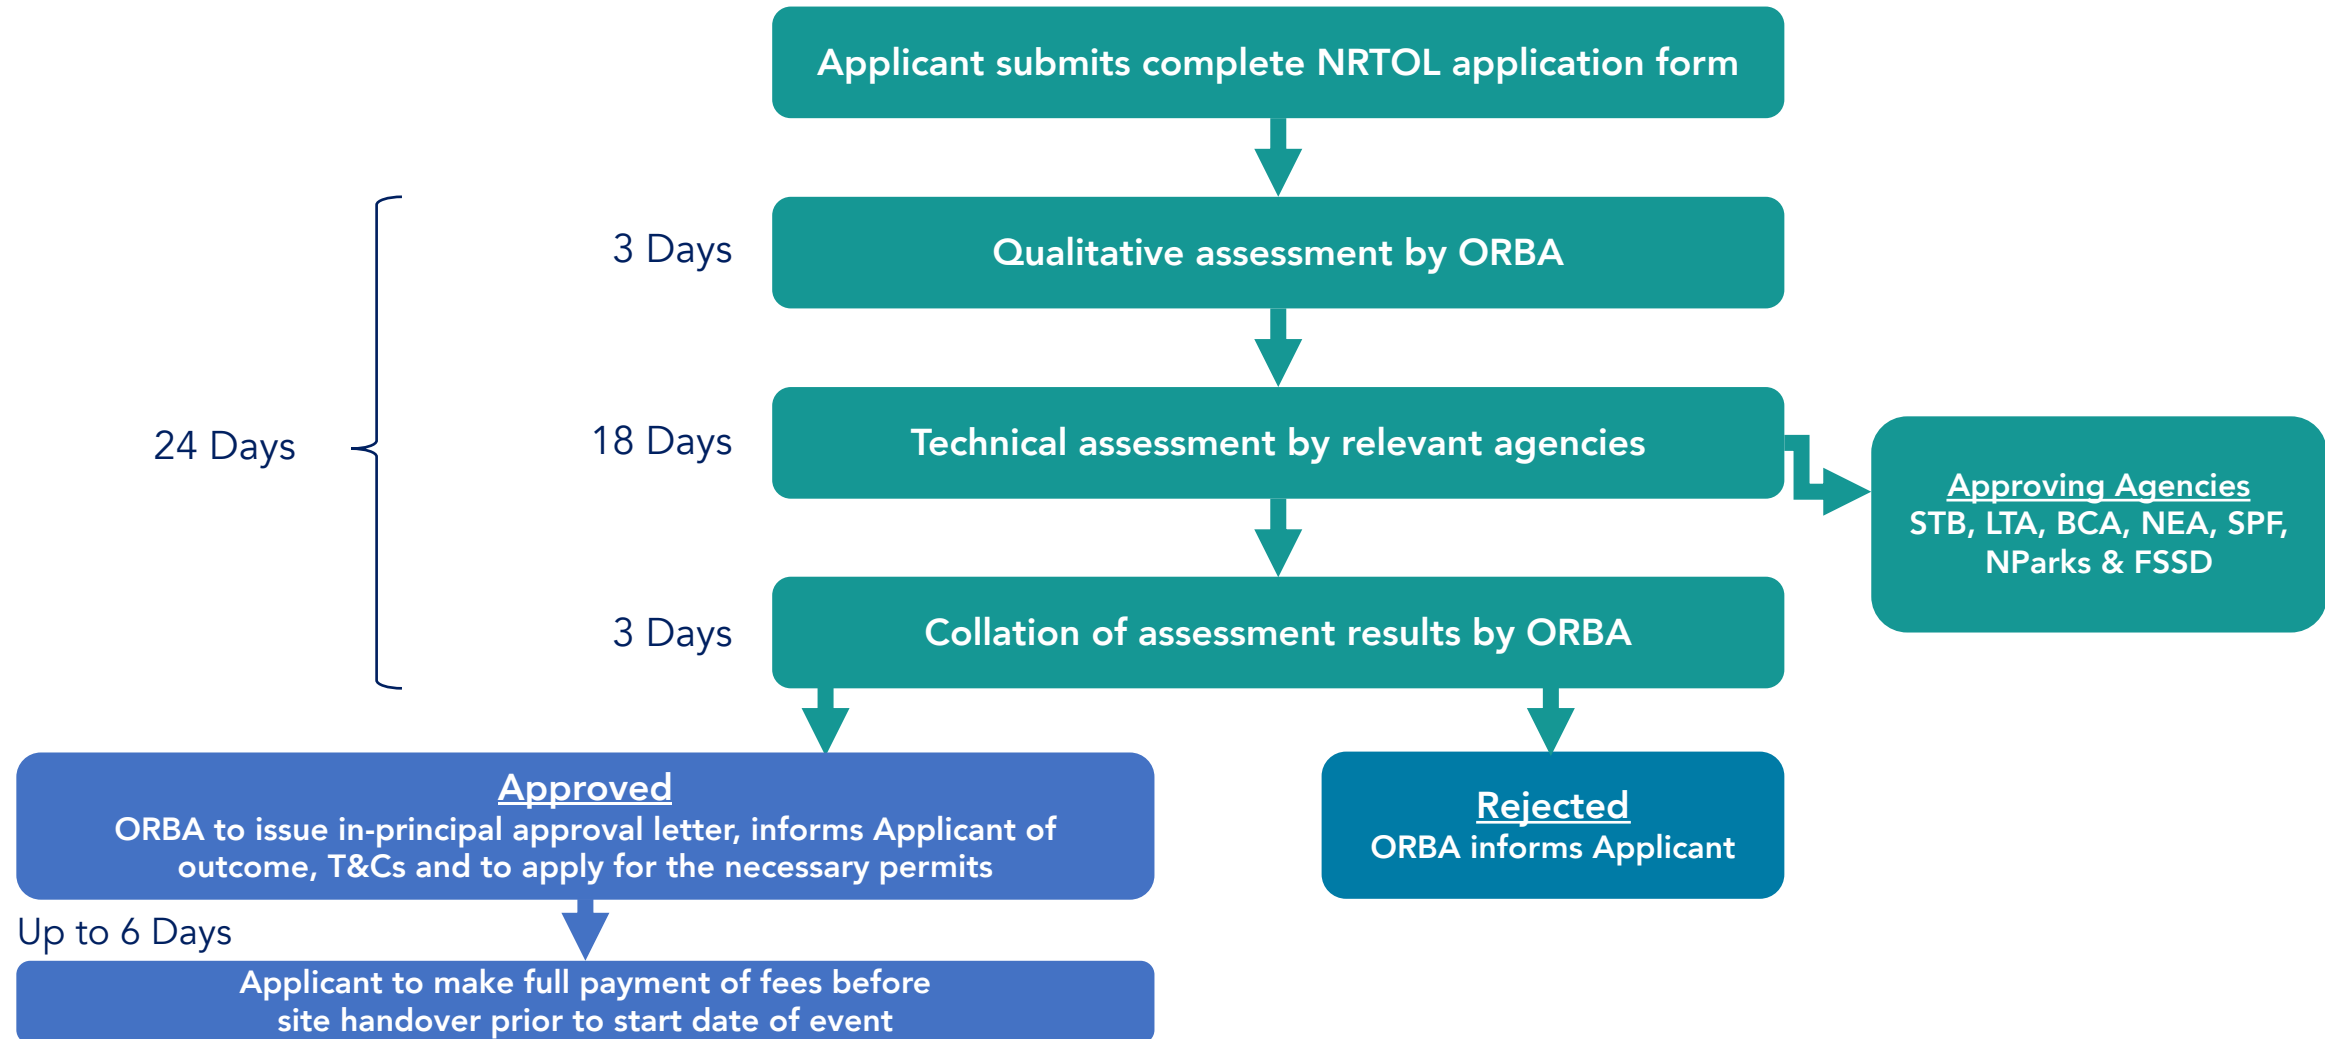 Applicant submits complete NRTOL application form
3 Days
Qualitative assessment by ORBA
24 Days
18 Days
Technical assessment by relevant agencies
Approving Agencies
STB, LTA, BCA, NEA, SPF,
NParks & FSSD
3 Days
Collation of assessment results by ORBA
Approved
ORBA to issue in-principal approval letter, informs Applicant of
outcome, T&Cs and to apply for the necessary permits
Rejected
ORBA informs Applicant
Up to 6 Days
Applicant to make full payment of fees before
site handover prior to start date of event